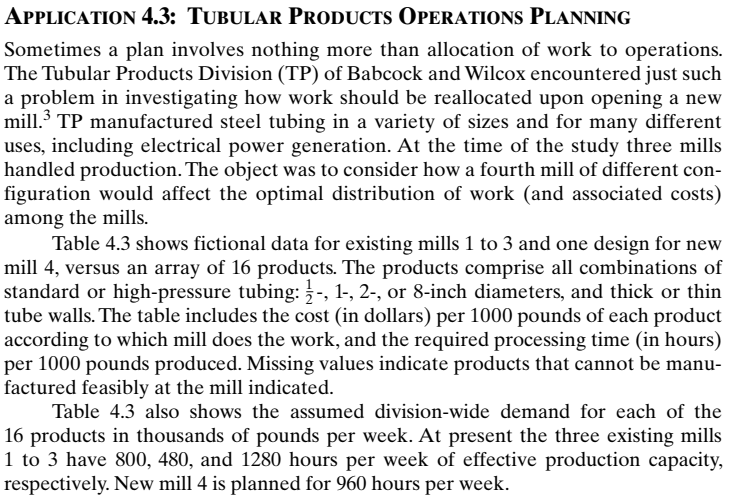 APPLICATION 4.3: TUBULAR PRODUCTS OPERATIONS PLANNING
Sometimes a plan involves nothing more than allocation of work to operations.
The Tubular Products Division (TP) of Babcock and Wilcox encountered just such
a problem in investigating how work should be reallocated upon opening a new
mill.³ TP manufactured steel tubing in a variety of sizes and for many different
uses, including electrical power generation. At the time of the study three mills
handled production. The object was to consider how a fourth mill of different con-
figuration would affect the optimal distribution of work (and associated costs)
among the mills.
Table 4.3 shows fictional data for existing mills 1 to 3 and one design for new
mill 4, versus an array of 16 products. The products comprise all combinations of
standard or high-pressure tubing: ½-, 1-, 2-, or 8-inch diameters, and thick or thin
tube walls. The table includes the cost (in dollars) per 1000 pounds of each product
according to which mill does the work, and the required processing time (in hours)
per 1000 pounds produced. Missing values indicate products that cannot be manu-
factured feasibly at the mill indicated.
Table 4.3 also shows the assumed division-wide demand for each of the
16 products in thousands of pounds per week. At present the three existing mills
1 to 3 have 800, 480, and 1280 hours per week of effective production capacity,
respectively. New mill 4 is planned for 960 hours per week.